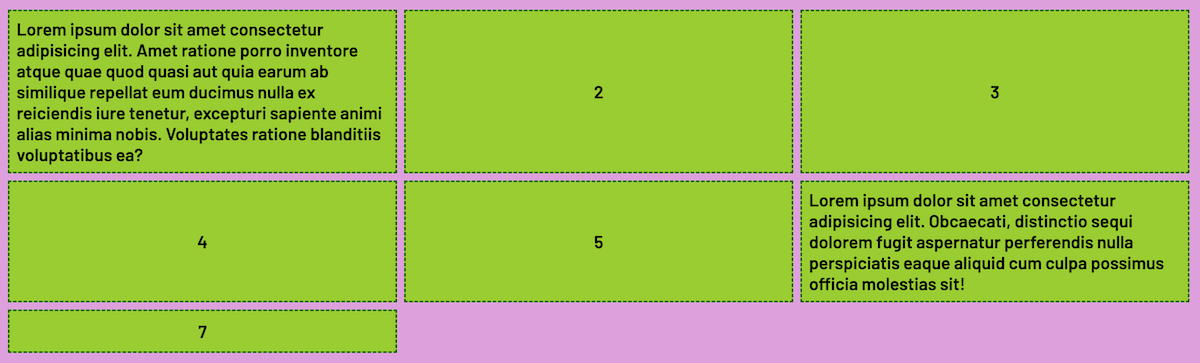 Lorem ipsum dolor sit amet consectetur
adipisicing elit. Amet ratione porro inventore
atque quae quod quasi aut quia earum ab
similique repellat eum ducimus nulla ex
reiciendis iure tenetur, excepturi sapiente animi
alias minima nobis. Voluptates ratione blanditiis
voluptatibus ea?
2
3
4
5
Lorem ipsum dolor sit amet consectetur
adipisicing elit. Obcaecati, distinctio sequi
dolorem fugit aspernatur perferendis nulla
perspiciatis eaque aliquid cum culpa possimus
officia molestias sit!
7